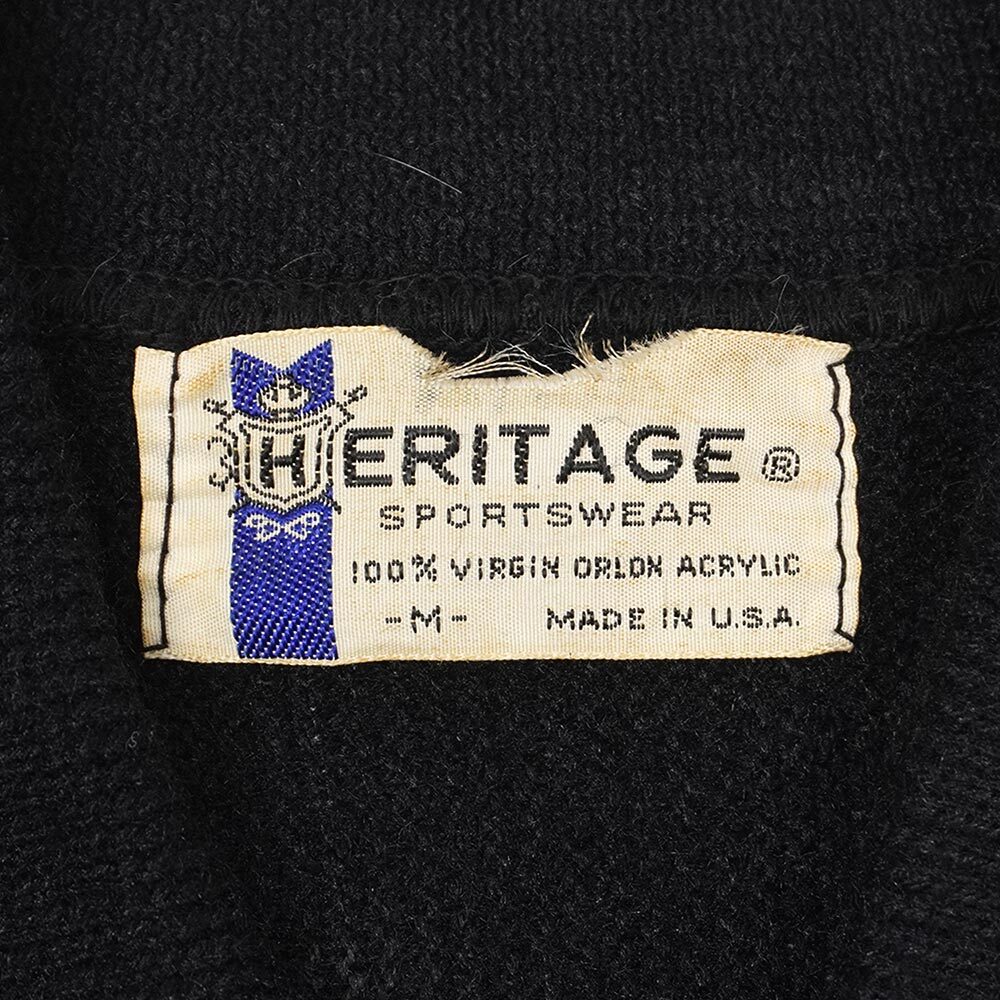 HERITAGE ®
SPORTSWEAR
100% VIRGIN ORLON ACRYLIC
-M- MADE IN U.S.A.